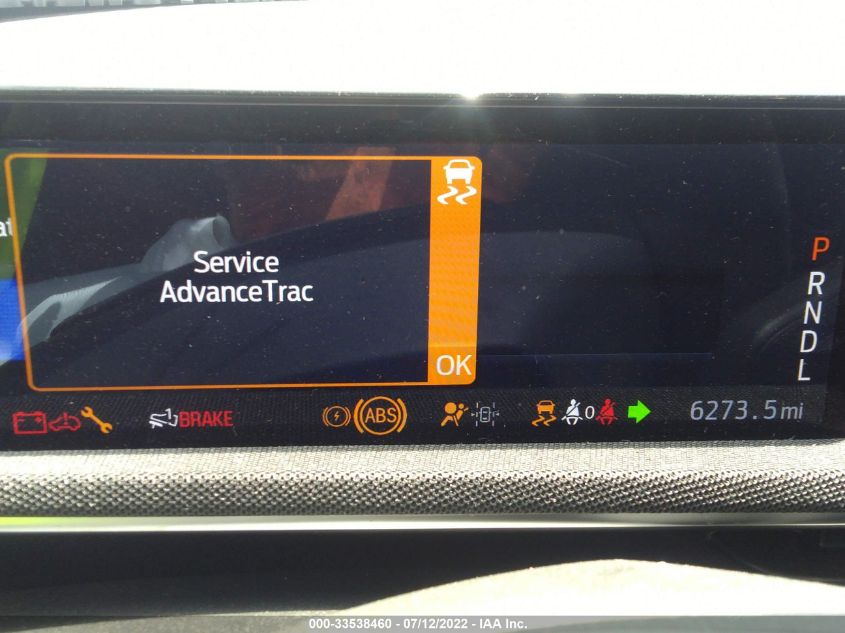 Service
AdvanceTrac
OK
P
R
N
D
L
BRAKE
ABS
0
6273.5mi
000-33538460 - 07/12/2022 - IAA Inc.